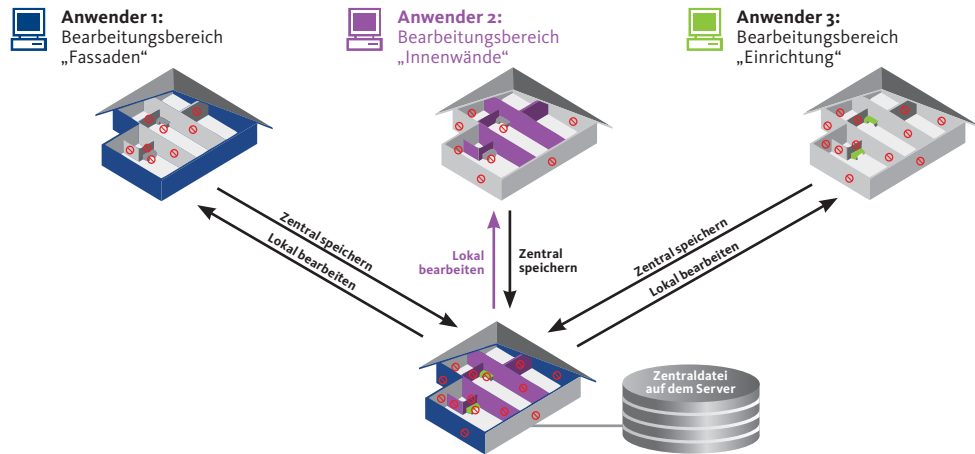 Anwender 1:
Bearbeitungsbereich
„Fassaden“
Anwender 2:
Bearbeitungsbereich
„Innenwände“
Anwender 3:
Bearbeitungsbereich
„Einrichtung“
Zentral speichern
Lokal bearbeiten
Lokal
bearbeiten
Zentral
speichern
Zentral speichern
Lokal bearbeiten
Zentraldatei
auf dem Server